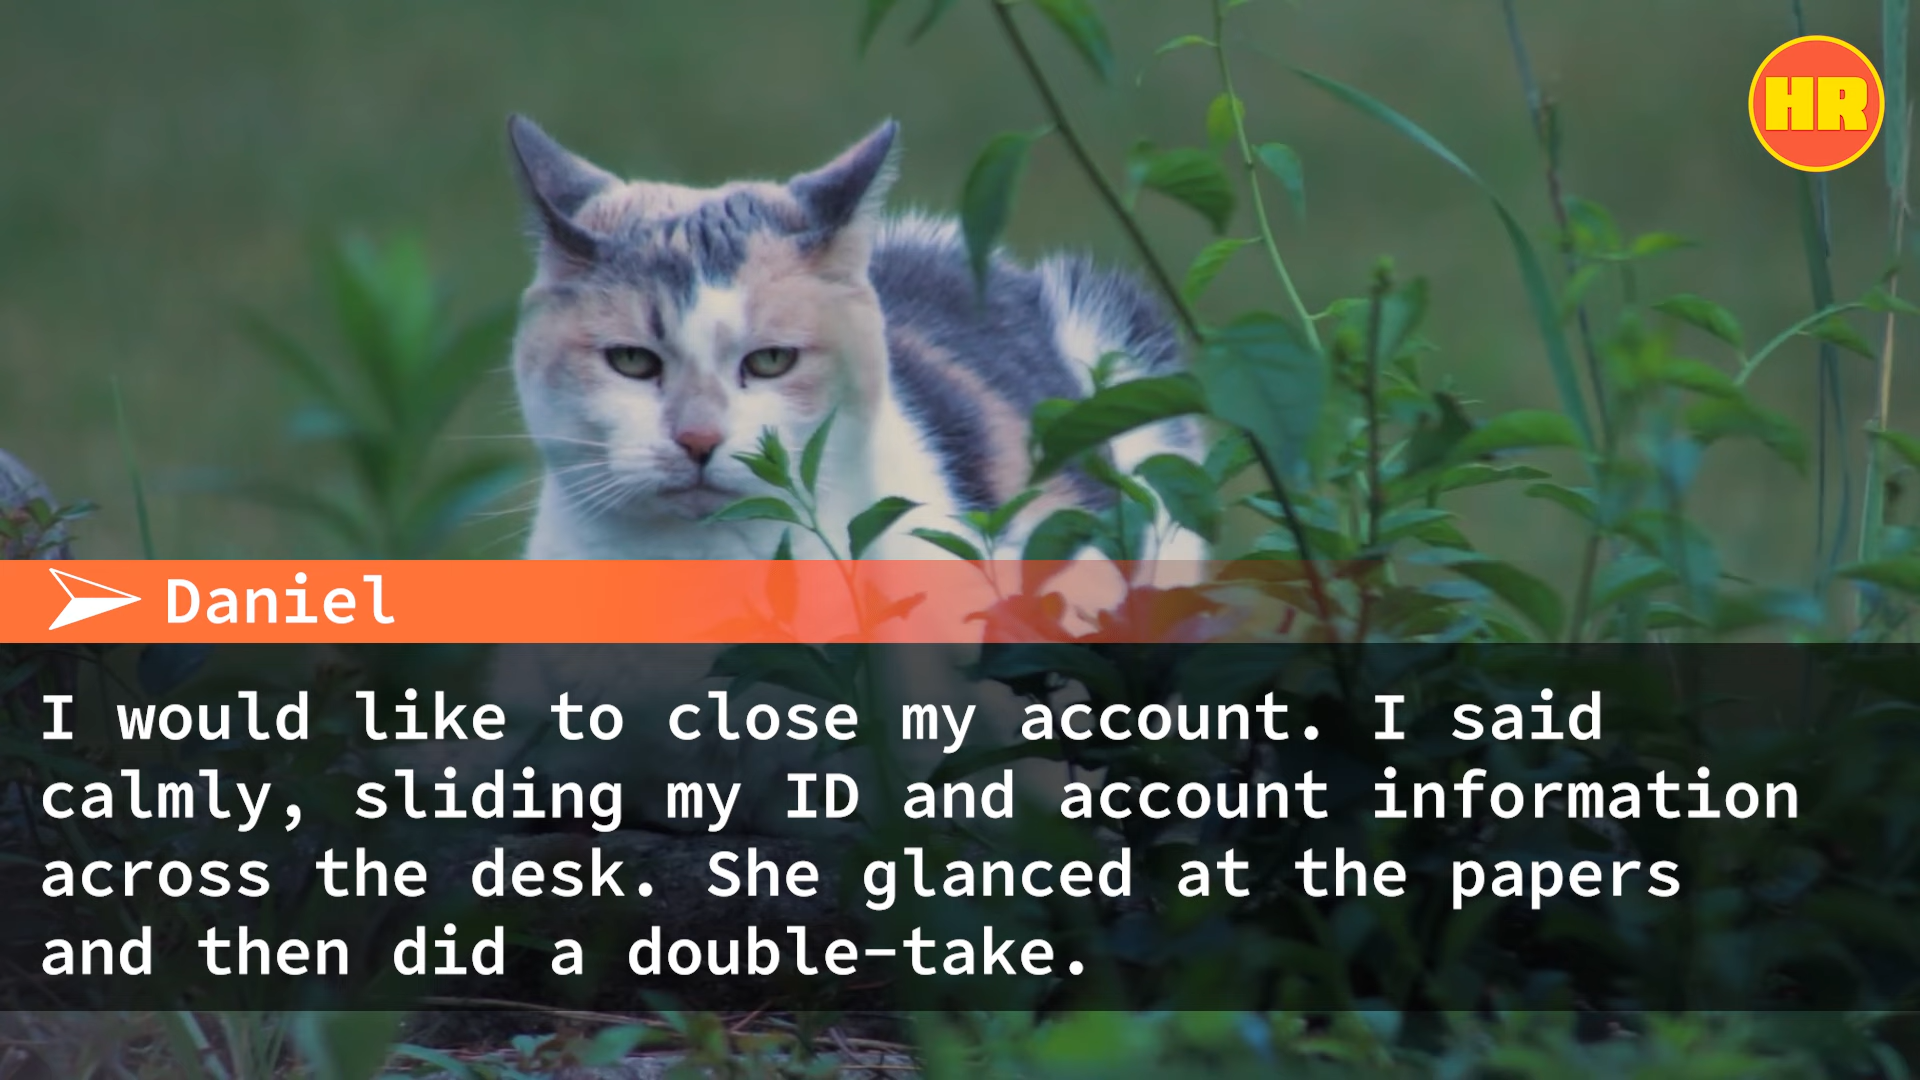 HR
Daniel
I would like to close my account. I said
calmly, sliding my ID and account information
across the desk. She glanced at the papers
and then did a double-take.